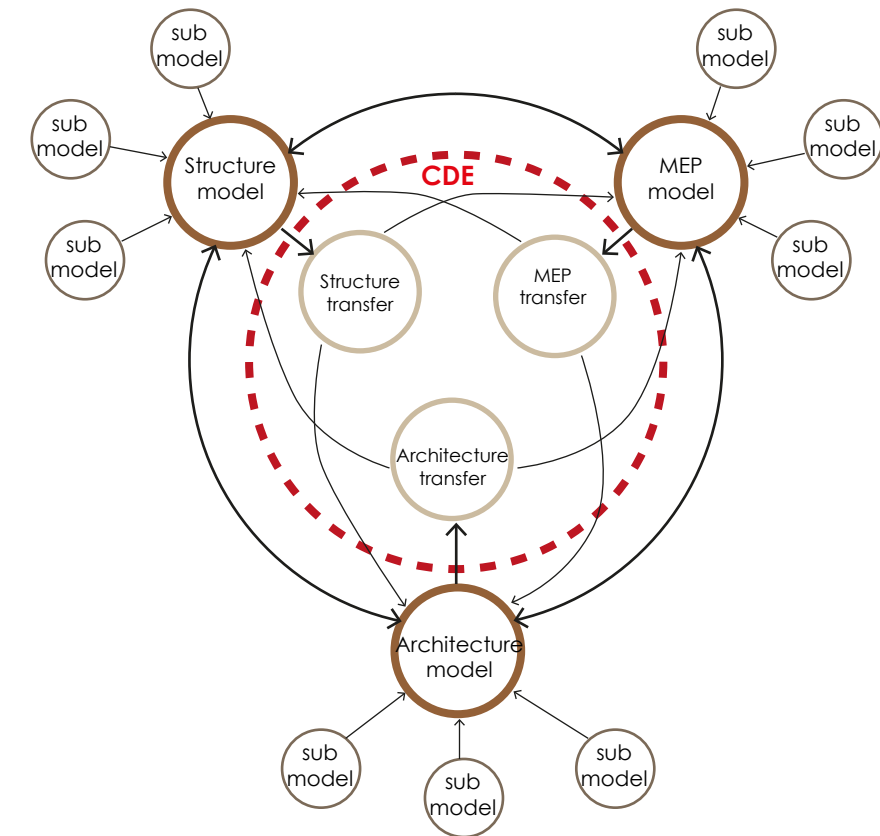 sub
model
sub
model
sub
model
Structure
model
CDE
MEP
model
sub
model
sub
model
sub
model
Structure
transfer
MEP
transfer
Architecture
transfer
Architecture
model
sub
model
sub
model
sub
model